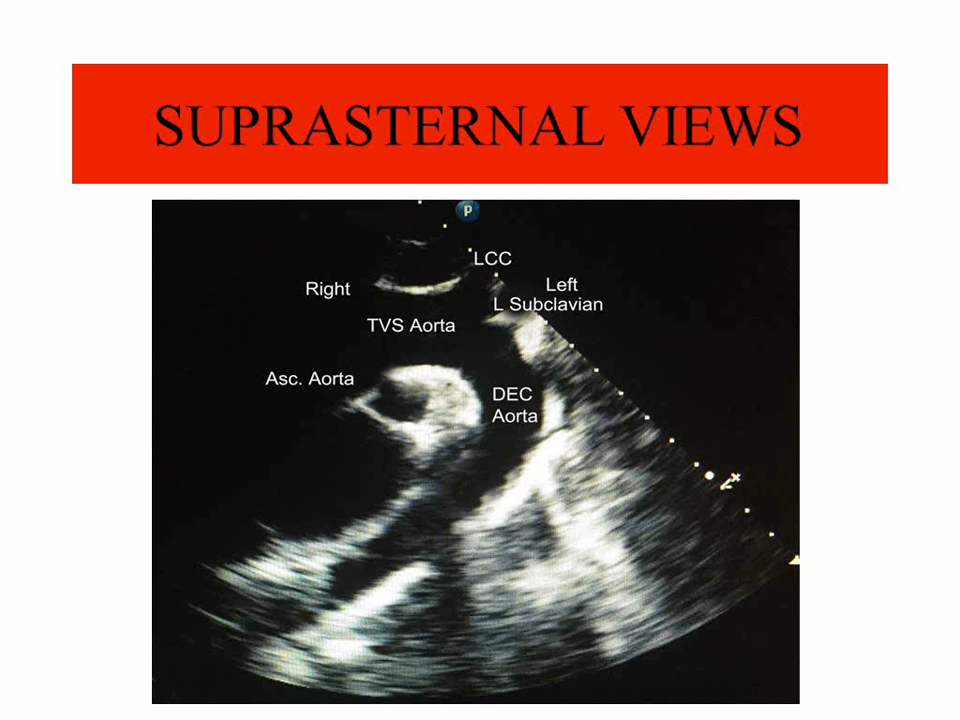 SUPRASTERNAL VIEWS
P
LCC
Right
Left
L Subclavian
TVS Aorta
Asc. Aorta
DEC
Aorta